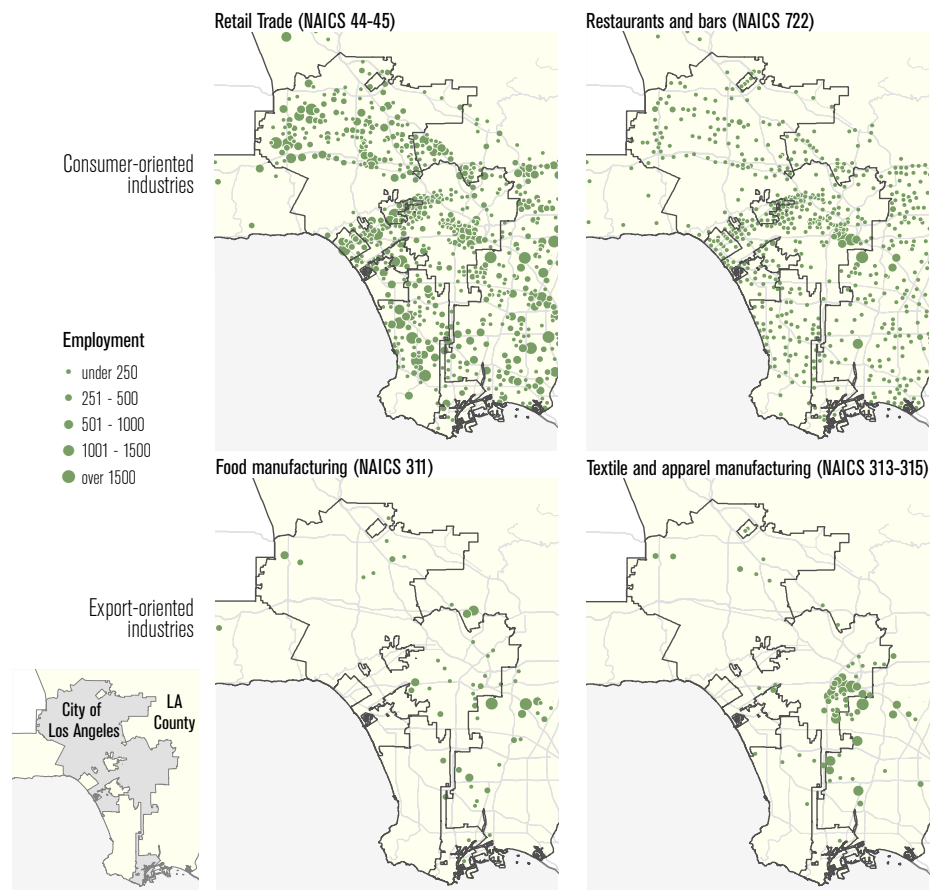 Retail Trade (NAICS 44-45)
Restaurants and bars (NAICS 722)
Consumer-oriented
industries
Employment
under 250
251 - 500
501 - 1000
1001 - 1500
over 1500
Food manufacturing (NAICS 311)
Textile and apparel manufacturing (NAICS 313-315)
Export-oriented
industries
City of
Los Angeles
LA
County